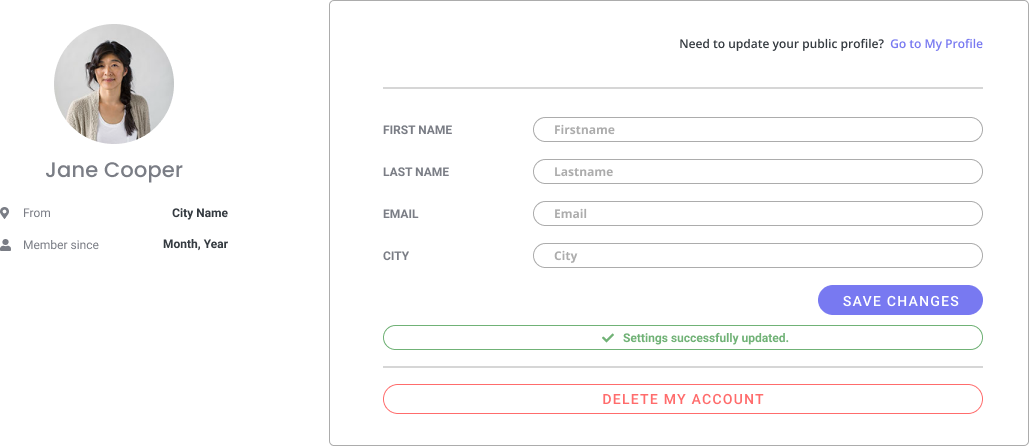 Jane Cooper
From City Name
Member since Month, Year
Need to update your public profile? Go to My Profile
FIRST NAME Firstname
LAST NAME Lastname
EMAIL Email
CITY City
SAVE CHANGES
Settings successfully updated.
DELETE MY ACCOUNT